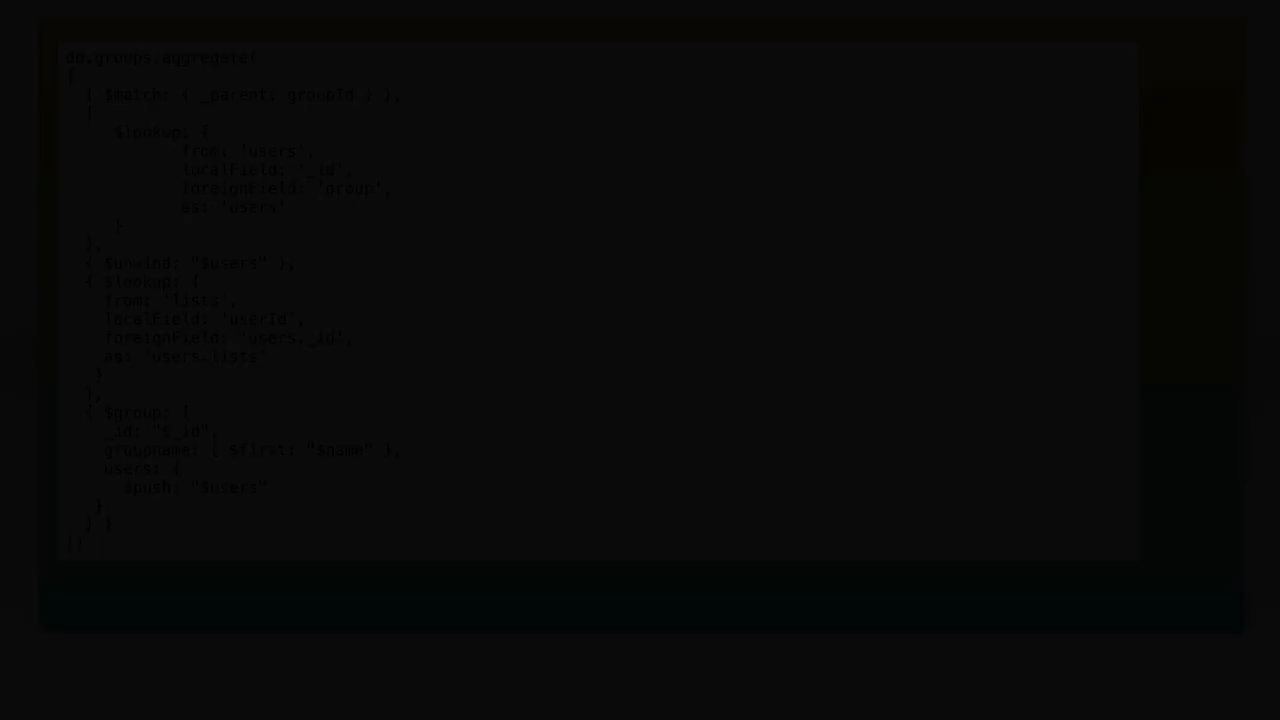 db.groups.aggregate(
[
{ $match: { _parent: groupId } },
{
$lookup: {
from: 'users',
localField: '_id',
foreignField: 'group',
as: 'users'
}
},
{ $unwind: "$users" },
{ $lookup: {
from: 'lists',
localField: 'userId',
foreignField: 'users._id',
as: 'users.lists'
}
},
{ $group: {
_id: "$_id",
groupname: { $first: "$name" },
users: {
$push: "$users"
}
} }
])